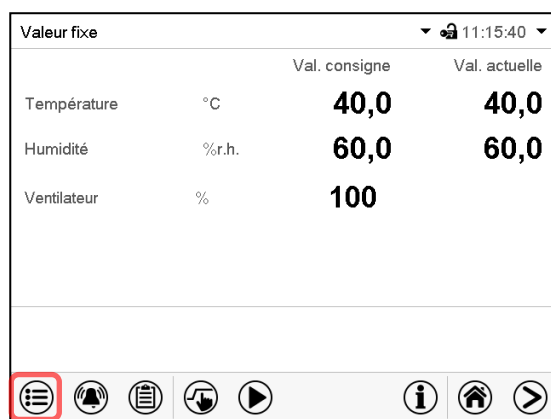 Valeur fixe 11:15:40
Val. consigne Val. actuelle
Température °C 40,0 40,0
Humidité %r.h. 60,0 60,0
Ventilateur % 100